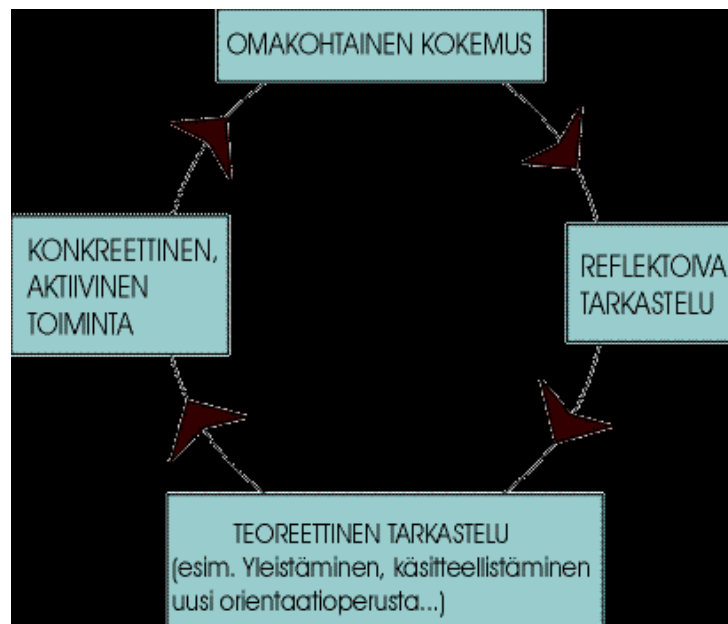 OMAKOHTAINEN KOKEMUS
REFLEKTOIVA
TARKASTELU
TEOREETTINEN TARKASTELU
(esim. Yleistäminen, käsitteellistäminen
uusi orientaatioperusta...)
KONKREETTINEN,
AKTIIVINEN
TOIMINTA